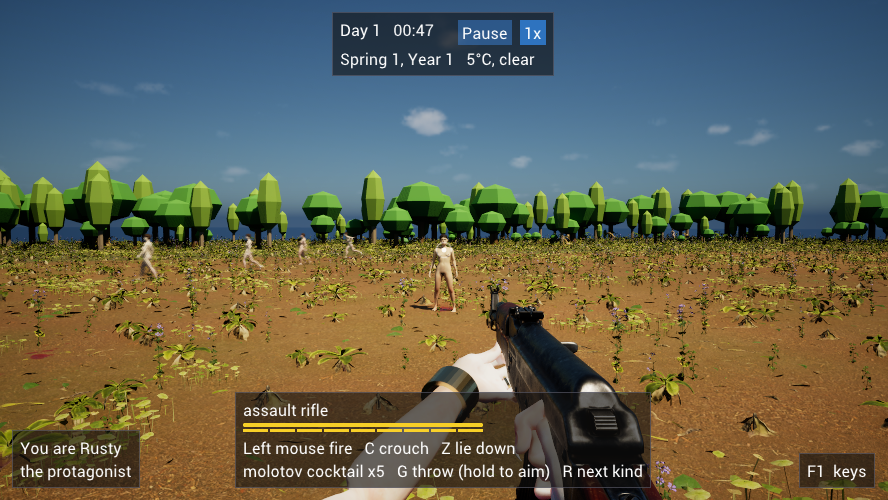 Day 1 00:47 Pause 1x
Spring 1, Year 1 5°C, clear
assault rifle
Left mouse fire C crouch Z lie down
molotov cocktail x5 G throw (hold to aim) R next kind
You are Rusty
the protagonist
F1 keys